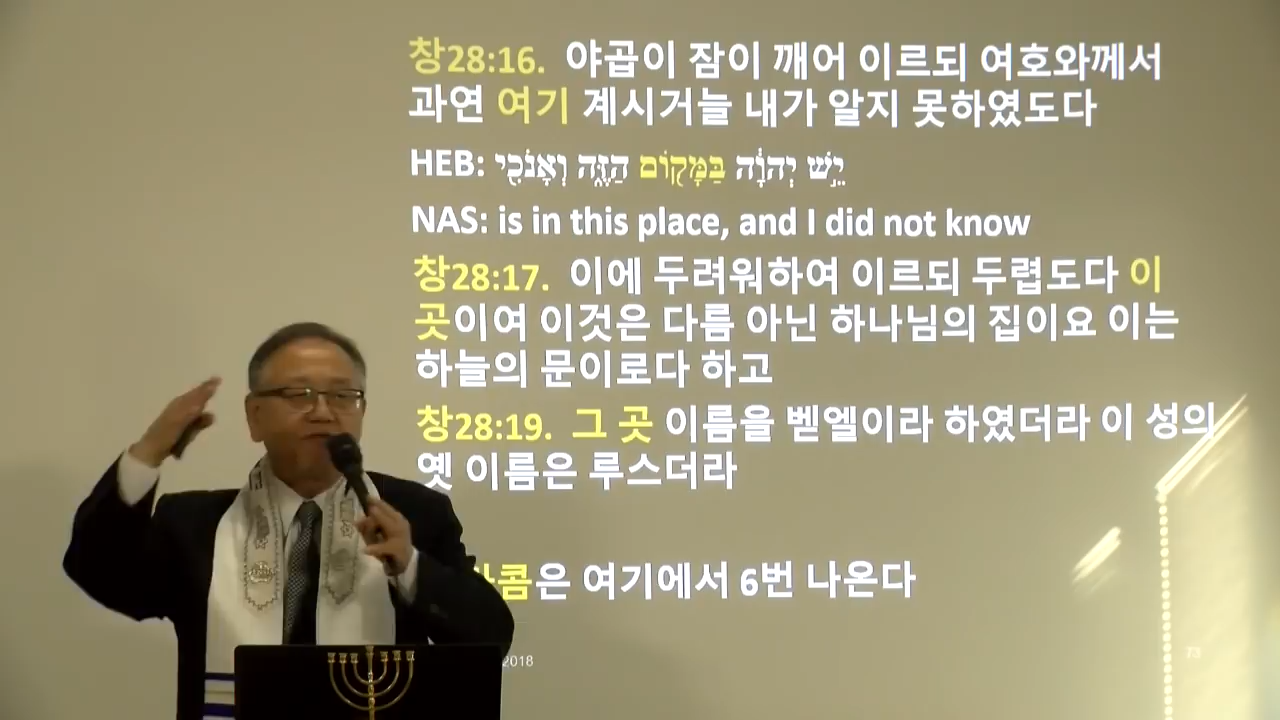 창28:16. 야곱이 잠이 깨어 이르되 여호와께서
과연 여기 계시거늘 내가 알지 못하였도다
HEB: יֵ֣שׁ יְהוָ֔ה בַּמָּק֖וֹם הַזֶּ֑ה וְאָנֹכִ֖י
NAS: is in this place, and I did not know
창28:17. 이에 두려워하여 이르되 두렵도다 이
곳이여 이것은 다름 아닌 하나님의 집이요 이는
하늘의 문이로다 하고
창28:19. 그 곳 이름을 벧엘이라 하였더라 이 성의
옛 이름은 루스더라
콤은 여기에서 6번 나온다
2018
73